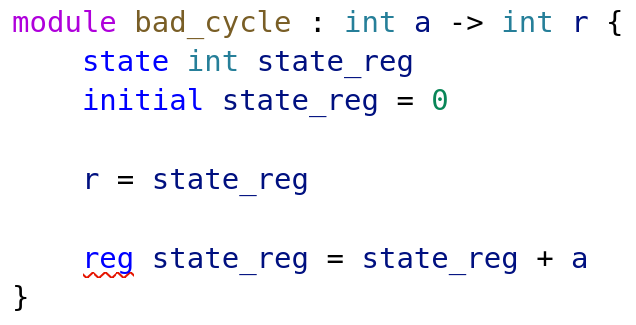 module bad_cycle : int a -> int r {
    state int state_reg
    initial state_reg = 0

    r = state_reg

    reg state_reg = state_reg + a
}